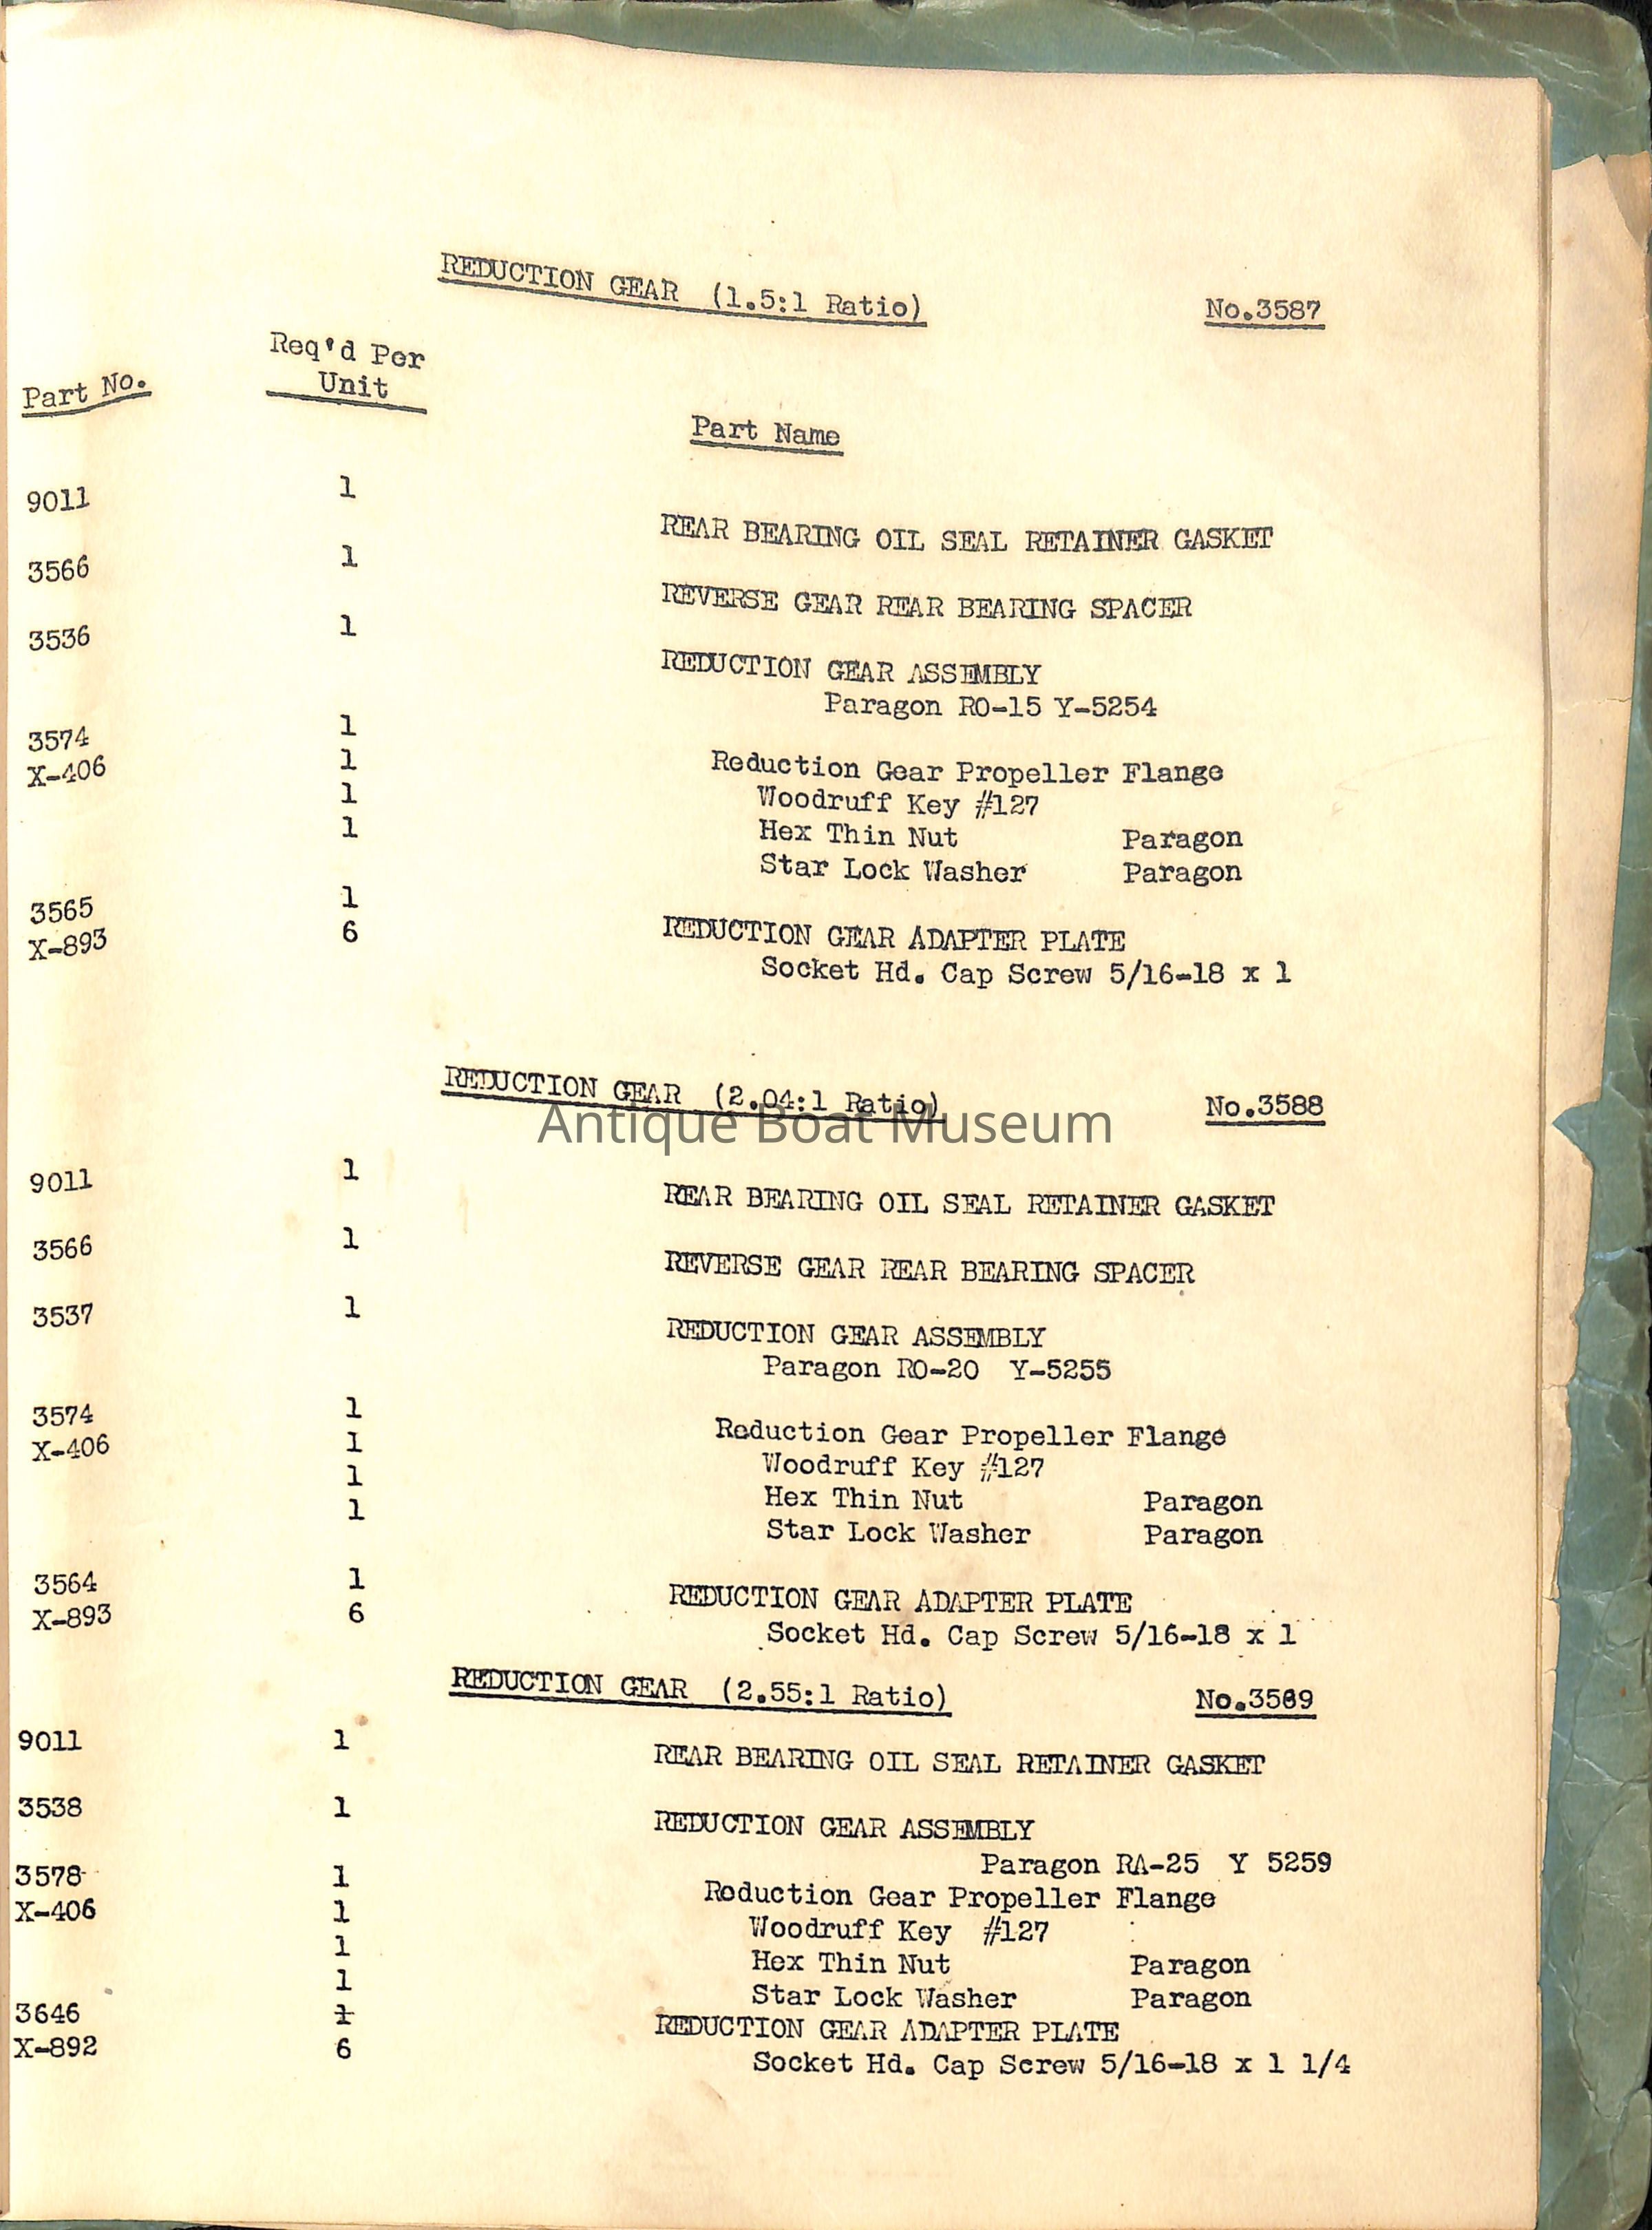 REDUCTION GEAR (1.5:1 Ratio) No.3587
Req'd Per
Part No. Unit
Part Name
9011 1 REAR BEARING OIL SEAL RETAINER GASKET
3566 1 REVERSE GEAR REAR BEARING SPACER
3536 1 REDUCTION GEAR ASSEMBLY
Paragon RO-15 Y-5254
3574 1 Reduction Gear Propeller Flange
X-406 1 Woodruff Key #127
1 Hex Thin Nut Paragon
1 Star Lock Washer Paragon
3565 1 REDUCTION GEAR ADAPTER PLATE
X-893 6 Socket Hd. Cap Screw 5/16-18 x 1
REDUCTION GEAR (2.04:1 Ratio) No.3588
Antique Boat Museum
9011 1 REAR BEARING OIL SEAL RETAINER GASKET
3566 1 REVERSE GEAR REAR BEARING SPACER
3537 1 REDUCTION GEAR ASSEMBLY
Paragon RO-20 Y-5255
3574 1 Reduction Gear Propeller Flange
X-406 1 Woodruff Key #127
1 Hex Thin Nut Paragon
1 Star Lock Washer Paragon
3564 1 REDUCTION GEAR ADAPTER PLATE
X-893 6 Socket Hd. Cap Screw 5/16-18 x 1
REDUCTION GEAR (2.55:1 Ratio) No.3589
9011 1 REAR BEARING OIL SEAL RETAINER GASKET
3538 1 REDUCTION GEAR ASSEMBLY
Paragon RA-25 Y 5259
3578 1 Reduction Gear Propeller Flange
X-406 1 Woodruff Key #127
1 Hex Thin Nut Paragon
1 Star Lock Washer Paragon
3646 1 REDUCTION GEAR ADAPTER PLATE
X-892 6 Socket Hd. Cap Screw 5/16-18 x 1 1/4